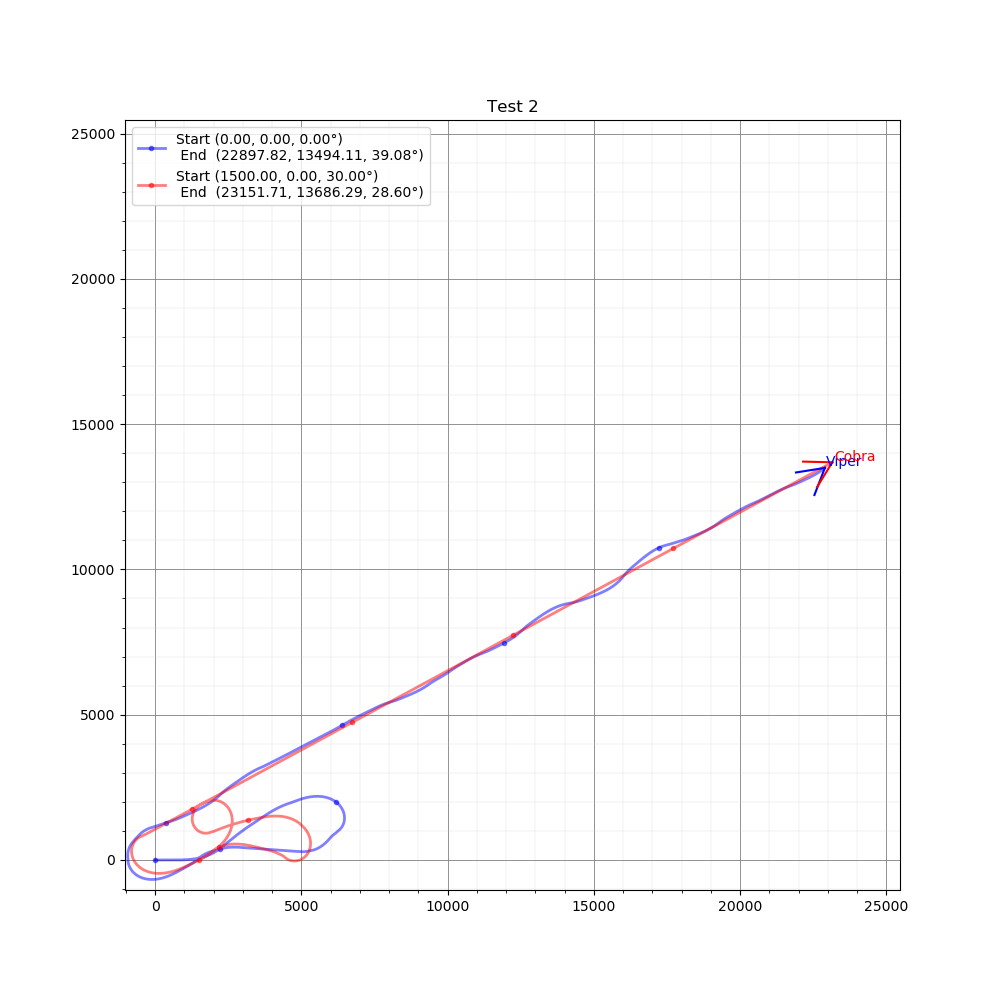 Test 2
Start (0.00, 0.00, 0.00°)
End  (22897.82, 13494.11, 39.08°)
Start (1500.00, 0.00, 30.00°)
End  (23151.71, 13686.29, 28.60°)
25000
20000
15000
10000
5000
0
Cobra
Viper
0
5000
10000
15000
20000
25000